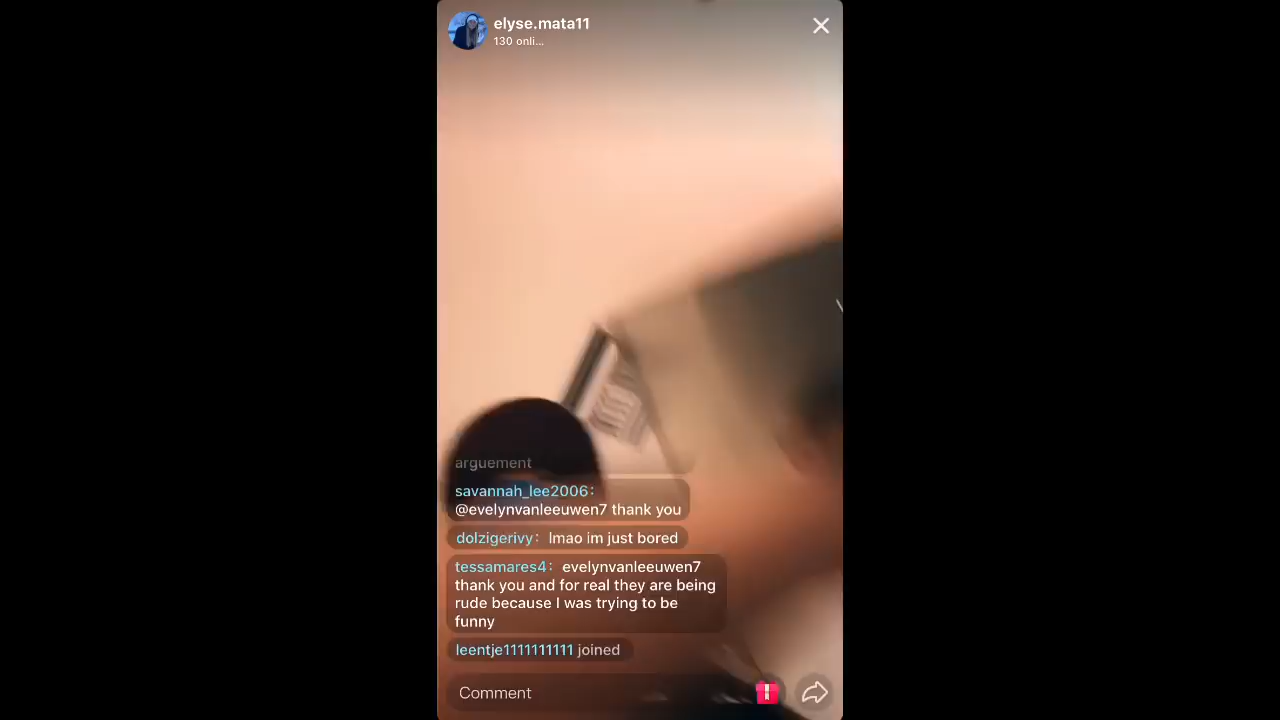 elyse.mata11
130 onli...
arguement
savannah_lee2006:
@evelynvanleeuwen7 thank you
dolzigerivy: lmao im just bored
tessamares4: evelynvanleeuwen7
thank you and for real they are being
rude because I was trying to be
funny
leentje1111111111 joined
Comment